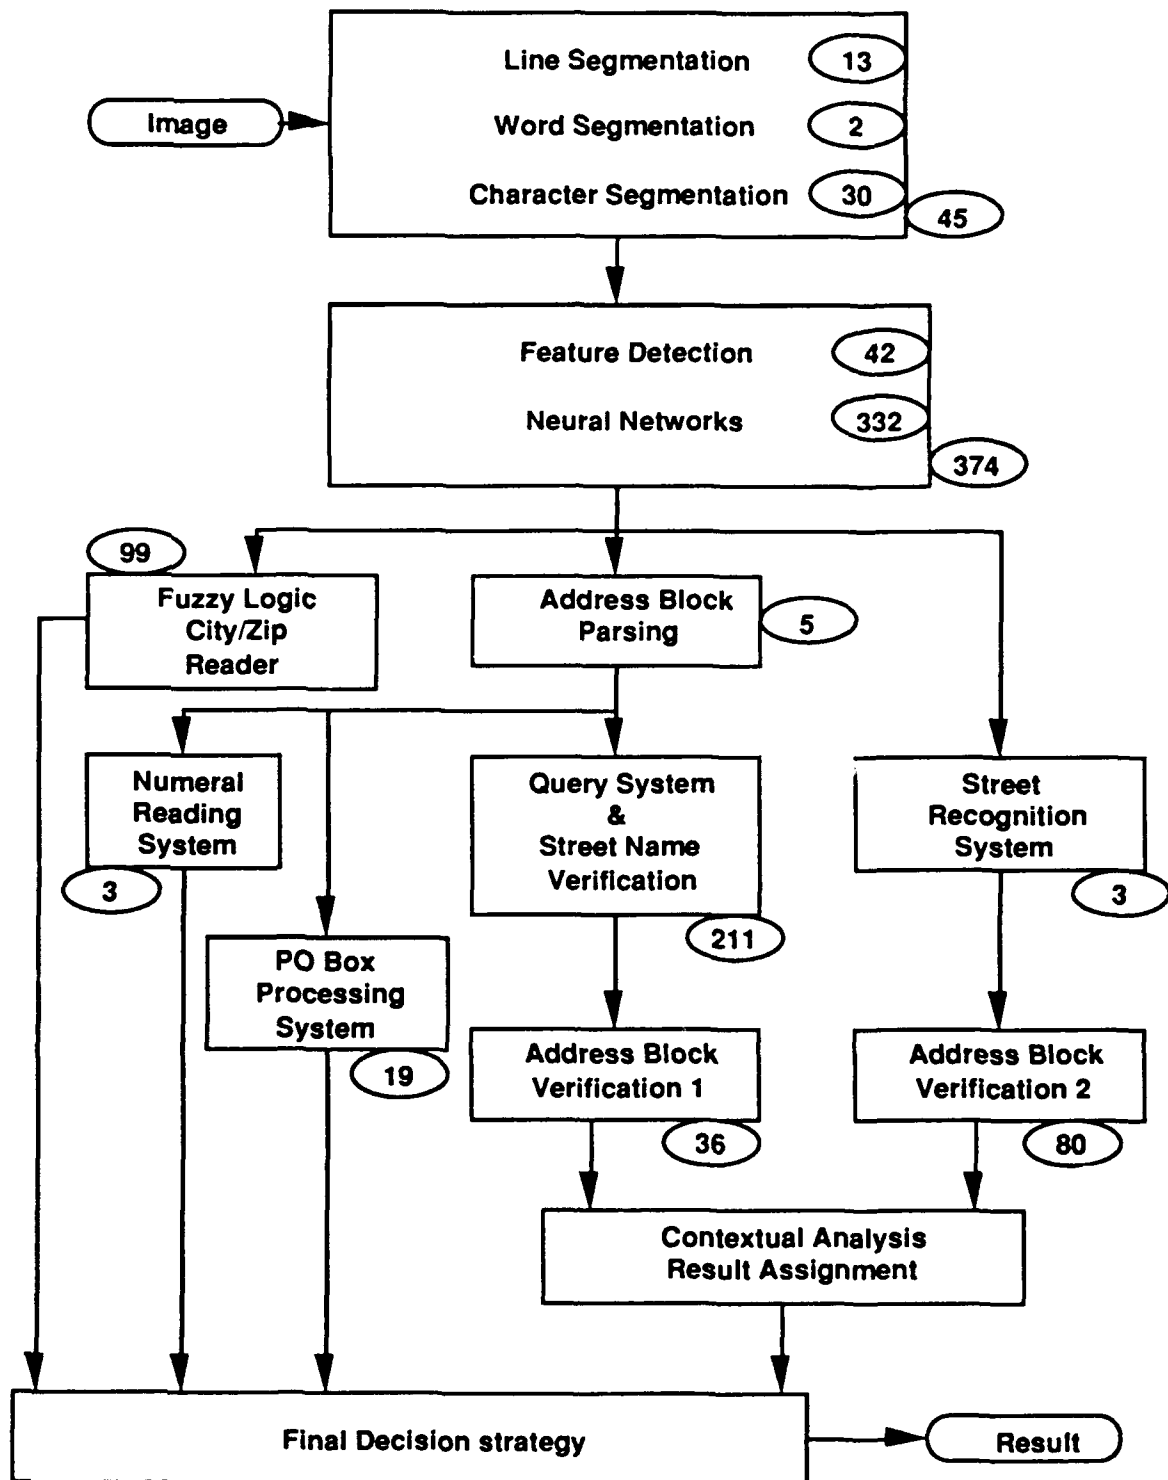 Line Segmentation 13
Image
Word Segmentation 2
Character Segmentation 30
45
Feature Detection 42
Neural Networks 332
374
99
Fuzzy Logic
City/Zip
Reader
Address Block
Parsing
5
Numeral
Reading
System
3
Query System
&
Street Name
Verification
211
Street
Recognition
System
3
PO Box
Processing
System
19
Address Block
Verification 1
36
Address Block
Verification 2
80
Contextual Analysis
Result Assignment
Final Decision strategy
Result